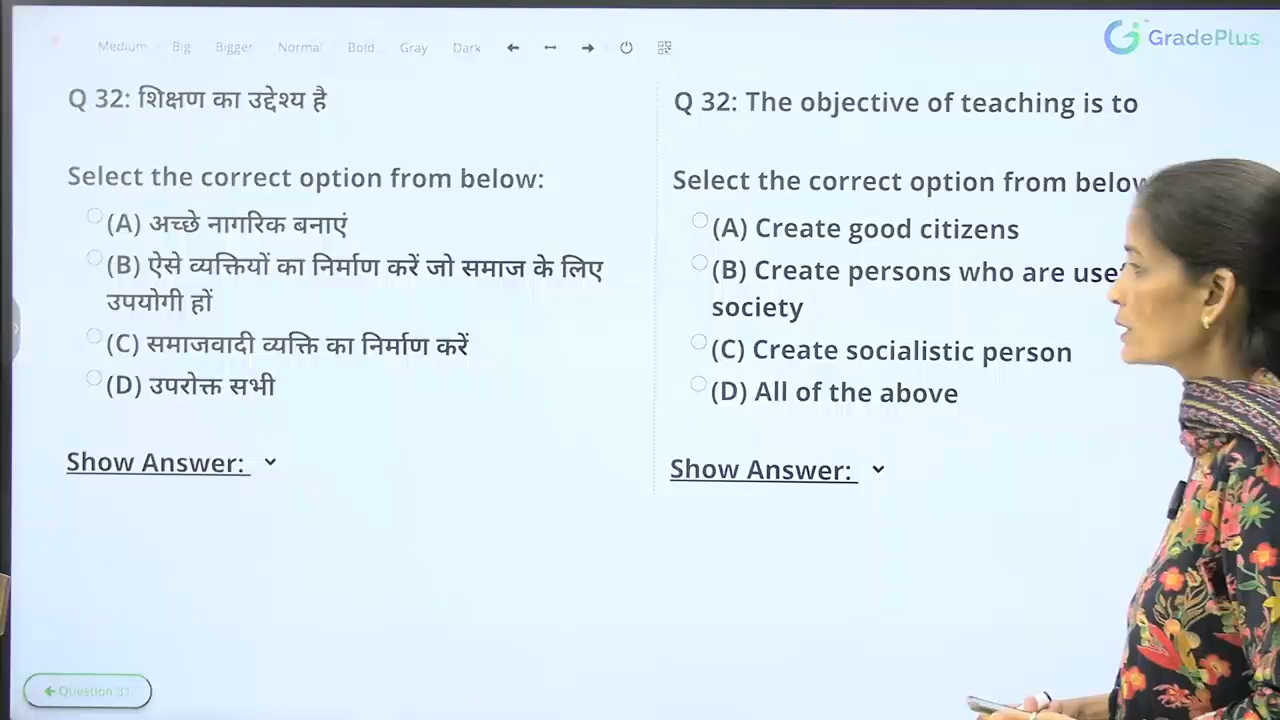 Medium Big Bigger Normal Bold Gray Dark
GradePlus
Q 32: शिक्षण का उद्देश्य है
Select the correct option from below:
(A) अच्छे नागरिक बनाएं
(B) ऐसे व्यक्तियों का निर्माण करें जो समाज के लिए
उपयोगी हों
(C) समाजवादी व्यक्ति का निर्माण करें
(D) उपरोक्त सभी
Show Answer:
Q 32: The objective of teaching is to
Select the correct option from below
(A) Create good citizens
(B) Create persons who are
society
(C) Create socialistic person
(D) All of the above
Show Answer:
Question 31